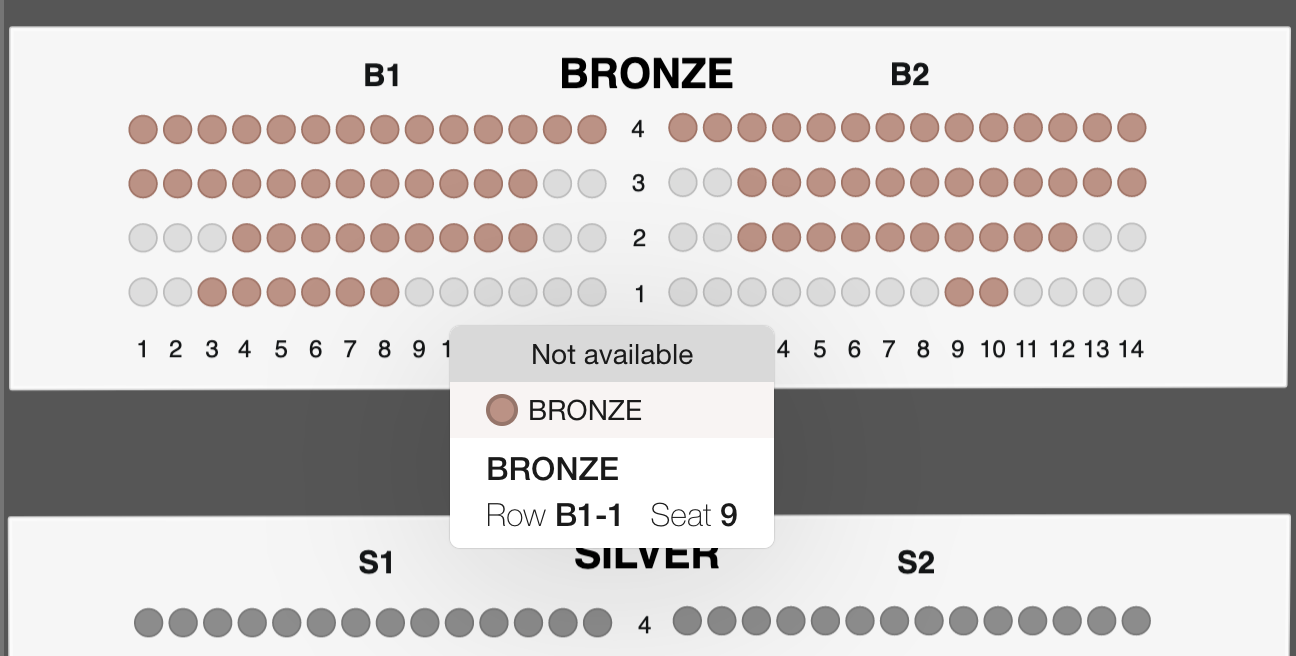 B1 BRONZE B2
4
3
2
1
1 2 3 4 5 6 7 8 9 1 4 5 6 7 8 9 10 11 12 13 14
Not available
BRONZE
BRONZE
Row B1-1 Seat 9
S1 SILVER S2
4